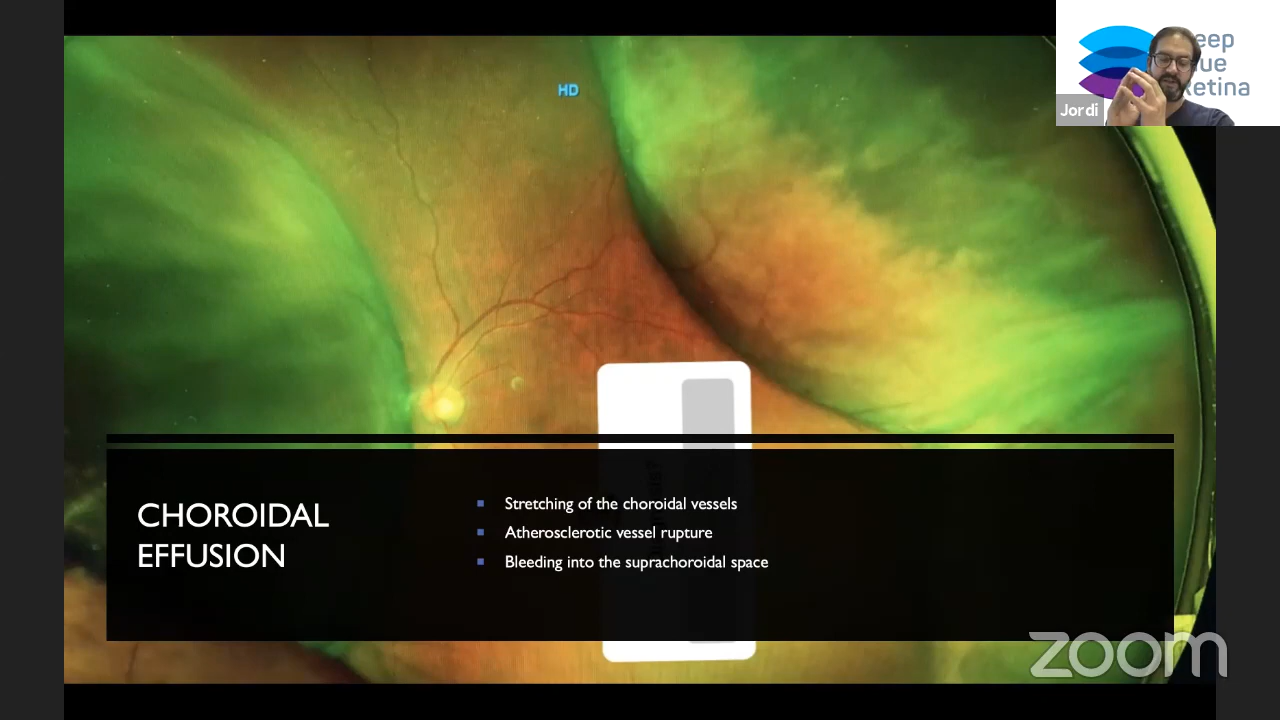 HD
eep
ue
Retina
Jordi
CHOROIDAL
EFFUSION
Stretching of the choroidal vessels
Atherosclerotic vessel rupture
Bleeding into the suprachoroidal space
zoom